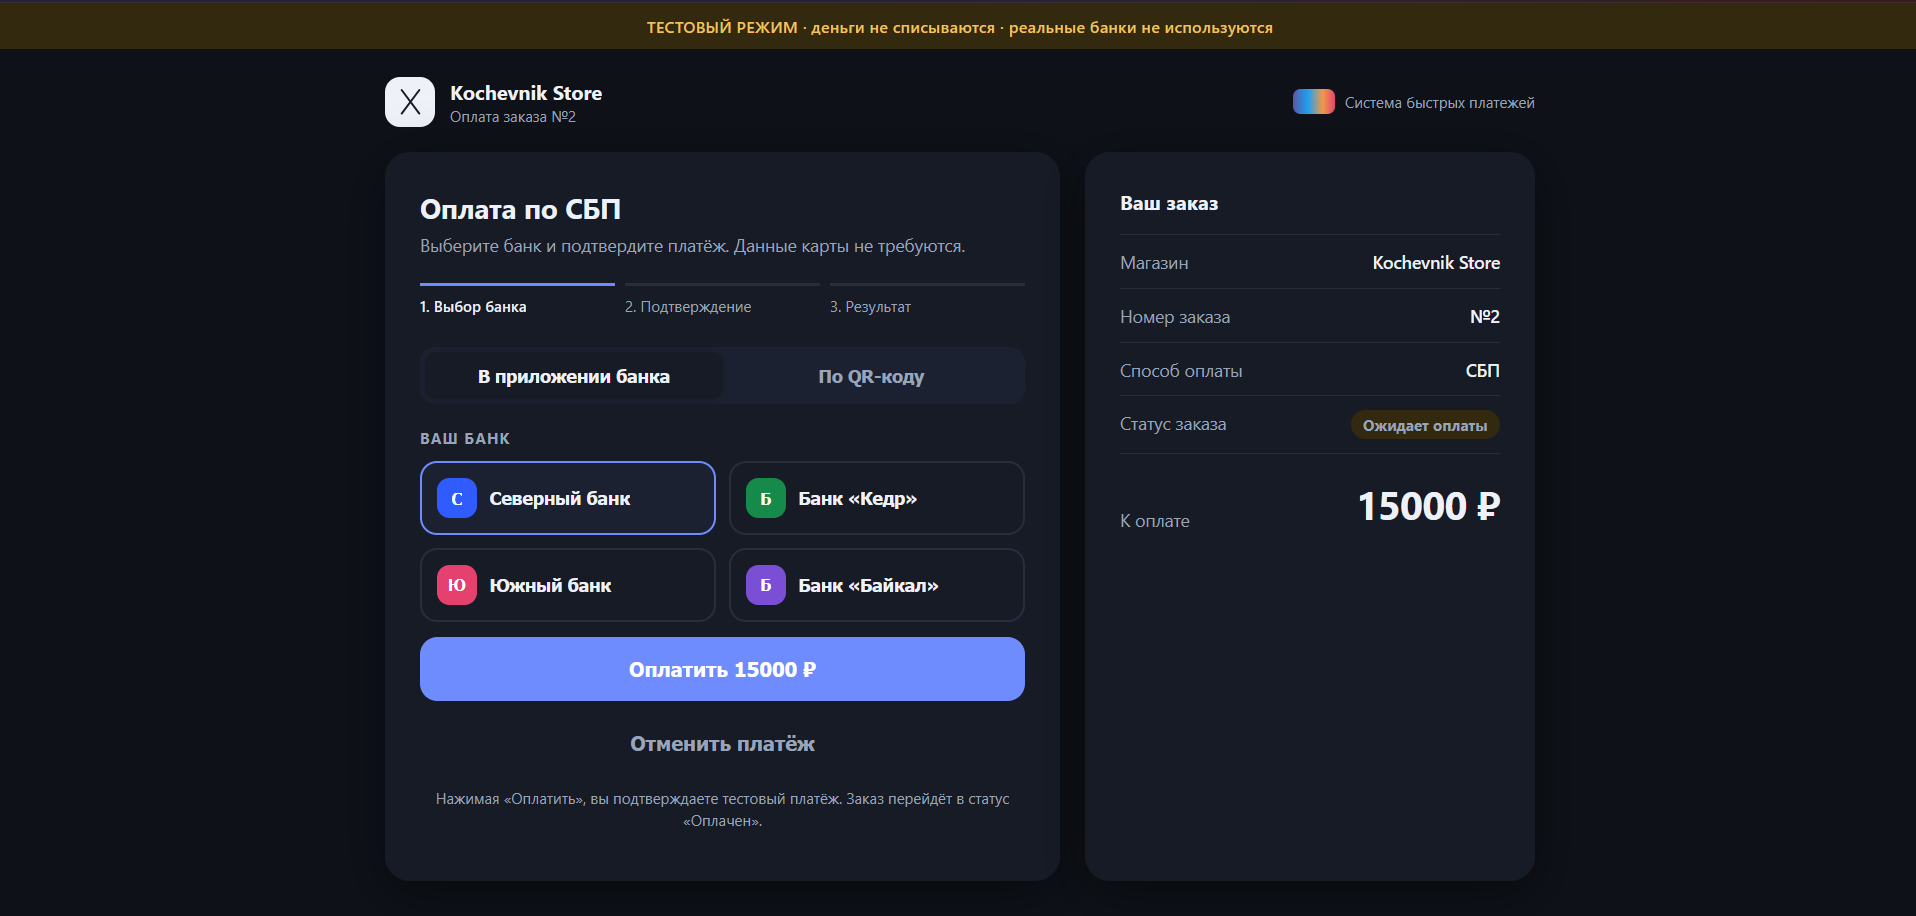 ТЕСТОВЫЙ РЕЖИМ · деньги не списываются · реальные банки не используются
Kochevnik Store
Оплата заказа №2
Система быстрых платежей
Оплата по СБП
Выберите банк и подтвердите платёж. Данные карты не требуются.
1. Выбор банка
2. Подтверждение
3. Результат
В приложении банка
По QR-коду
ВАШ БАНК
С Северный банк
Б Банк «Кедр»
Ю Южный банк
Б Банк «Байкал»
Оплатить 15000 ₽
Отменить платёж
Нажимая «Оплатить», вы подтверждаете тестовый платёж. Заказ перейдёт в статус
«Оплачен».
Ваш заказ
Магазин Kochevnik Store
Номер заказа №2
Способ оплаты СБП
Статус заказа Ожидает оплаты
К оплате 15000 ₽